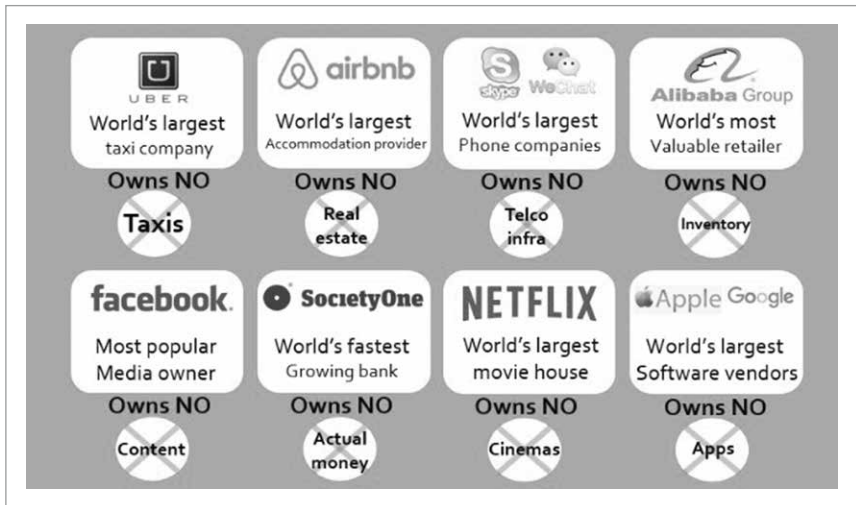 UBER
World's largest
taxi company
Owns NO
Taxis
airbnb
World's largest
Accommodation provider
Owns NO
Real
estate
skype WeChat
World's largest
Phone companies
Owns NO
Telco
infra
Alibaba Group
World's most
Valuable retailer
Owns NO
Inventory
facebook.
Most popular
Media owner
Owns NO
Content
SocietyOne
World's fastest
Growing bank
Owns NO
Actual
money
NETFLIX
World's largest
movie house
Owns NO
Cinemas
Apple Google
World's largest
Software vendors
Owns NO
Apps